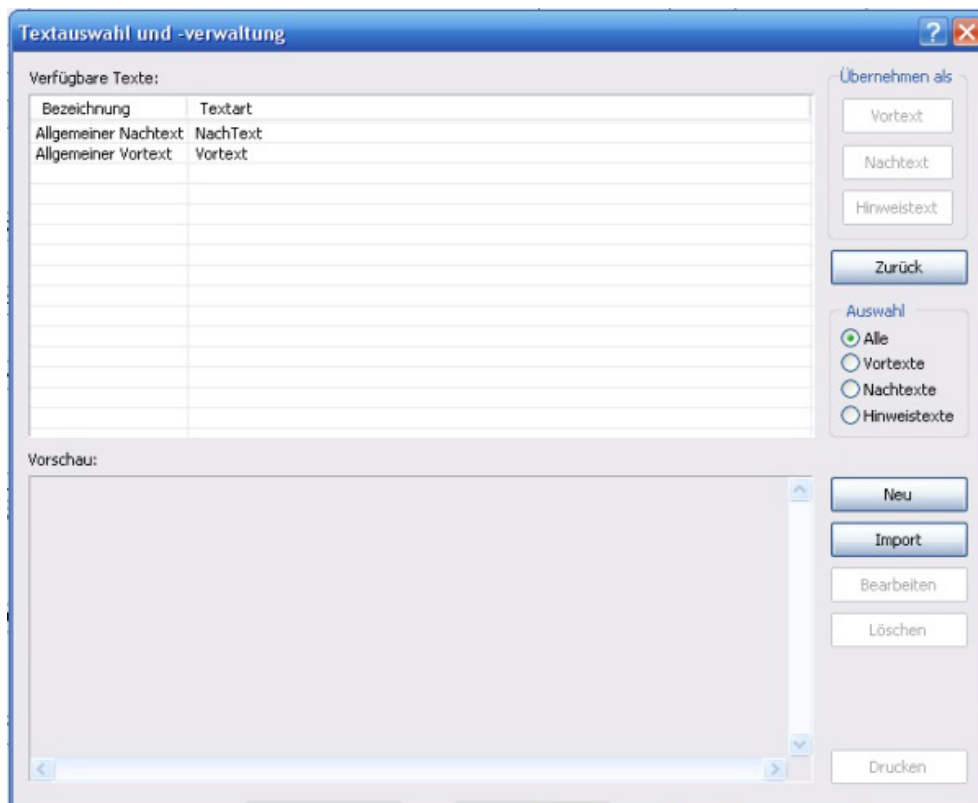 Textauswahl und -verwaltung
Verfügbare Texte:
Bezeichnung Textart
Allgemeiner Nachtext NachText
Allgemeiner Vortext Vortext
Übernehmen als
Vortext
Nachtext
Hinweistext
Zurück
Auswahl
Alle
Vortexte
Nachtexte
Hinweistexte
Vorschau:
Neu
Import
Bearbeiten
Löschen
Drucken